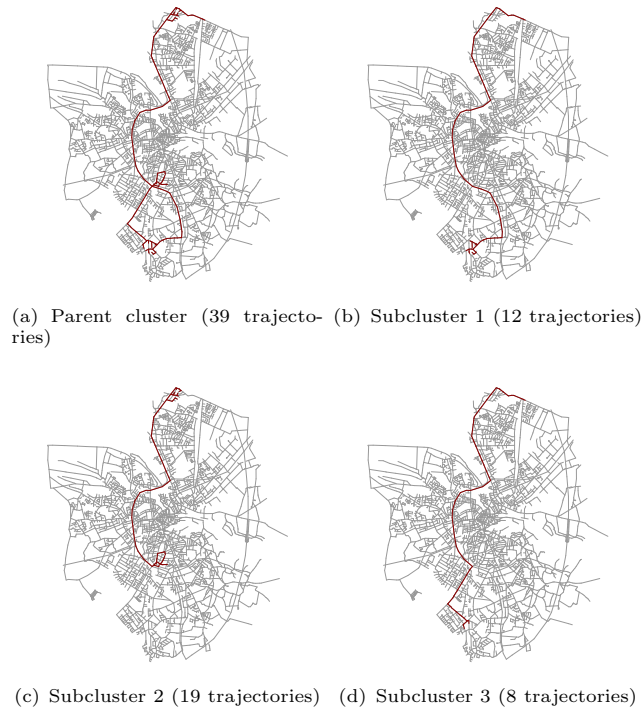 (a) Parent cluster (39 trajecto-
ries)
(b) Subcluster 1 (12 trajectories)
(c) Subcluster 2 (19 trajectories)
(d) Subcluster 3 (8 trajectories)